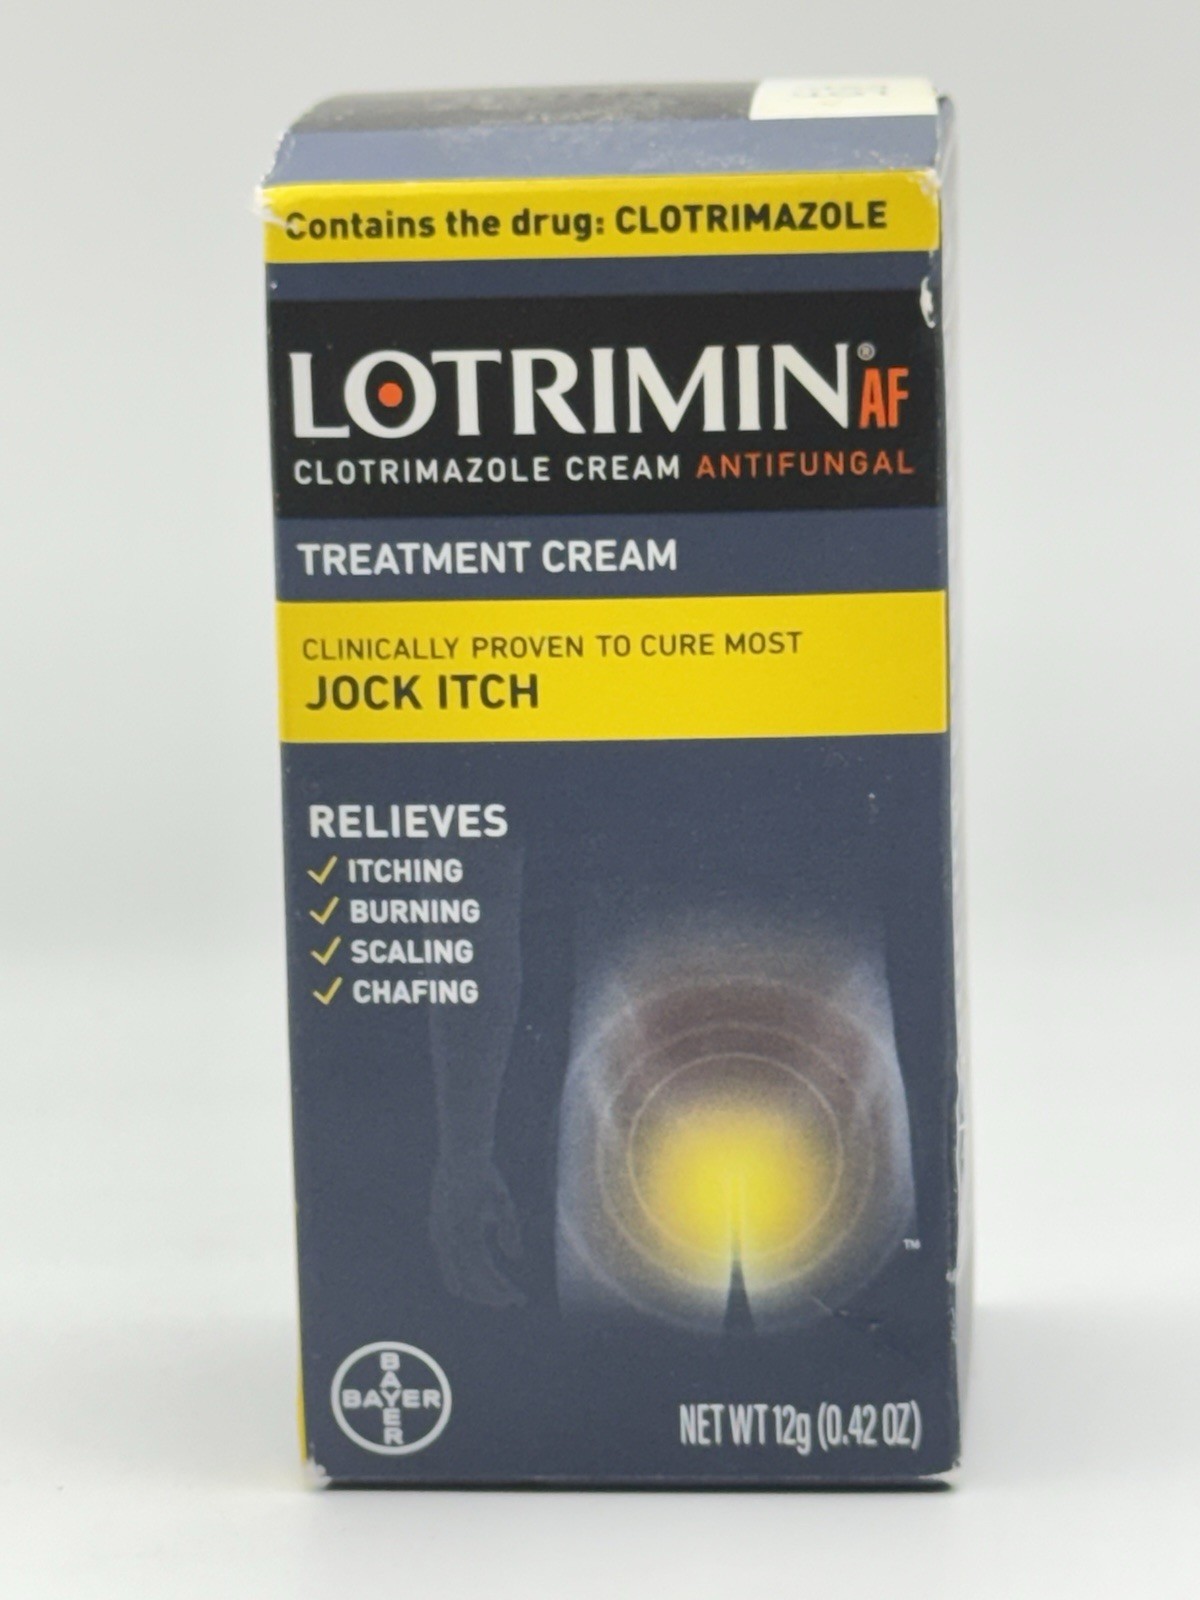 Contains the drug: CLOTRIMAZOLE
LOTRIMIN® AF
CLOTRIMAZOLE CREAM ANTIFUNGAL
TREATMENT CREAM
CLINICALLY PROVEN TO CURE MOST
JOCK ITCH
RELIEVES
✓ ITCHING
✓ BURNING
✓ SCALING
✓ CHAFING
TM
BAYER
BAYER
NET WT 12g (0.42 OZ)